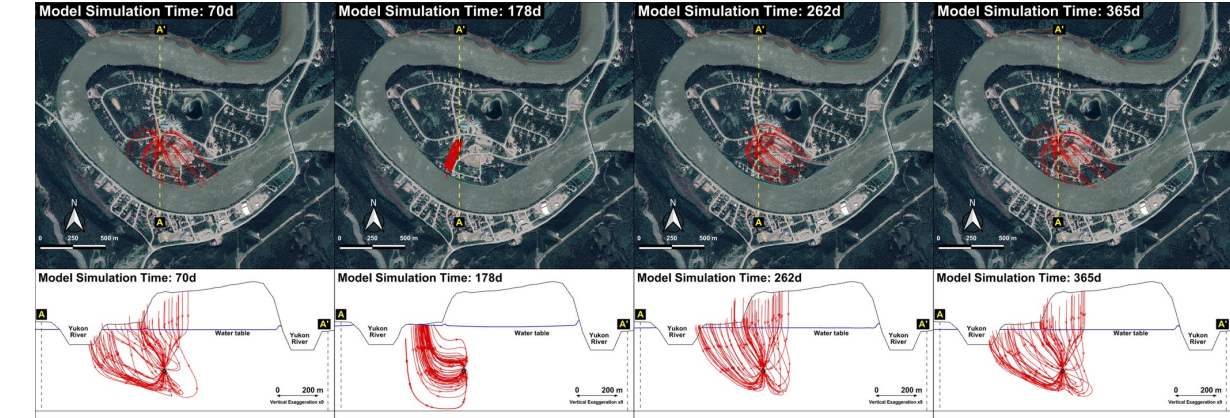 Model Simulation Time: 70d
A'
A
N
0 250 500 m
Model Simulation Time: 178d
A'
A
N
0 250 500 m
Model Simulation Time: 262d
A'
A
N
0 250 500 m
Model Simulation Time: 365d
A'
A
N
0 250 500 m
Model Simulation Time: 70d
A
A'
Yukon
River
Water table
Yukon
River
0 200 m
Vertical Exaggeration x9
Model Simulation Time: 178d
A
A'
Yukon
River
Water table
Yukon
River
0 200 m
Vertical Exaggeration x9
Model Simulation Time: 262d
A
A'
Yukon
River
Water table
Yukon
River
0 200 m
Vertical Exaggeration x9
Model Simulation Time: 365d
A
A'
Yukon
River
Water table
Yukon
River
0 200 m
Vertical Exaggeration x9